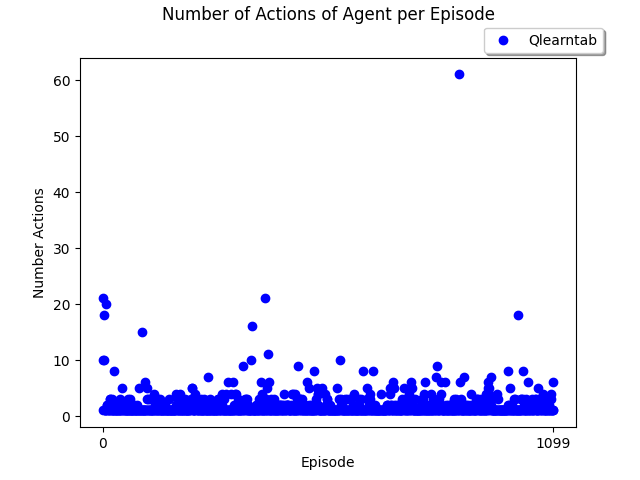 Number of Actions of Agent per Episode
Qlearntab
60
50
40
30
20
10
0
Number Actions
0 1099
Episode